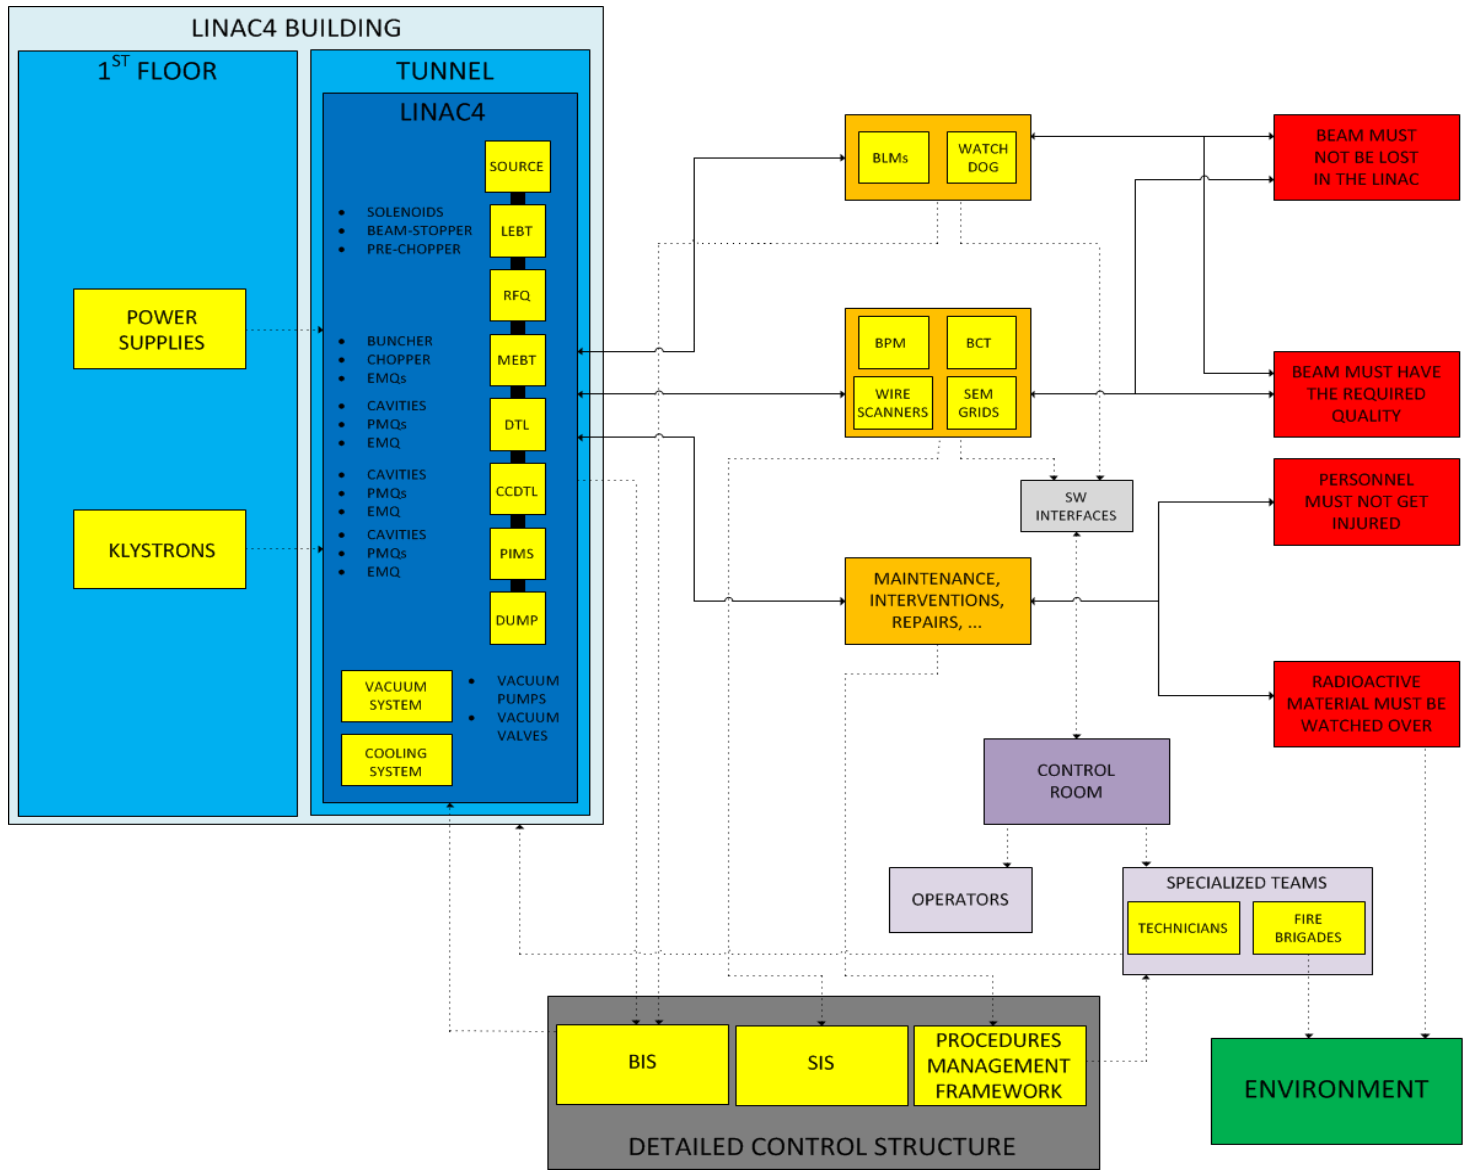 LINAC4 BUILDING
1ST FLOOR
POWER
SUPPLIES
KLYSTRONS
TUNNEL
LINAC4
SOURCE
• SOLENOIDS
• BEAM-STOPPER
• PRE-CHOPPER
LEBT
RFQ
• BUNCHER
• CHOPPER
• EMQs
MEBT
• CAVITIES
• PMQs
• EMQ
DTL
• CAVITIES
• PMQs
• EMQ
CCDTL
• CAVITIES
• PMQs
• EMQ
PIMS
DUMP
VACUUM
SYSTEM
• VACUUM
PUMPS
• VACUUM
VALVES
COOLING
SYSTEM
BLMs
WATCH
DOG
BPM
BCT
WIRE
SCANNERS
SEM
GRIDS
SW
INTERFACES
MAINTENANCE,
INTERVENTIONS,
REPAIRS, ...
BEAM MUST
NOT BE LOST
IN THE LINAC
BEAM MUST HAVE
THE REQUIRED
QUALITY
PERSONNEL
MUST NOT GET
INJURED
RADIOACTIVE
MATERIAL MUST BE
WATCHED OVER
CONTROL
ROOM
OPERATORS
SPECIALIZED TEAMS
TECHNICIANS
FIRE
BRIGADES
BIS
SIS
PROCEDURES
MANAGEMENT
FRAMEWORK
DETAILED CONTROL STRUCTURE
ENVIRONMENT